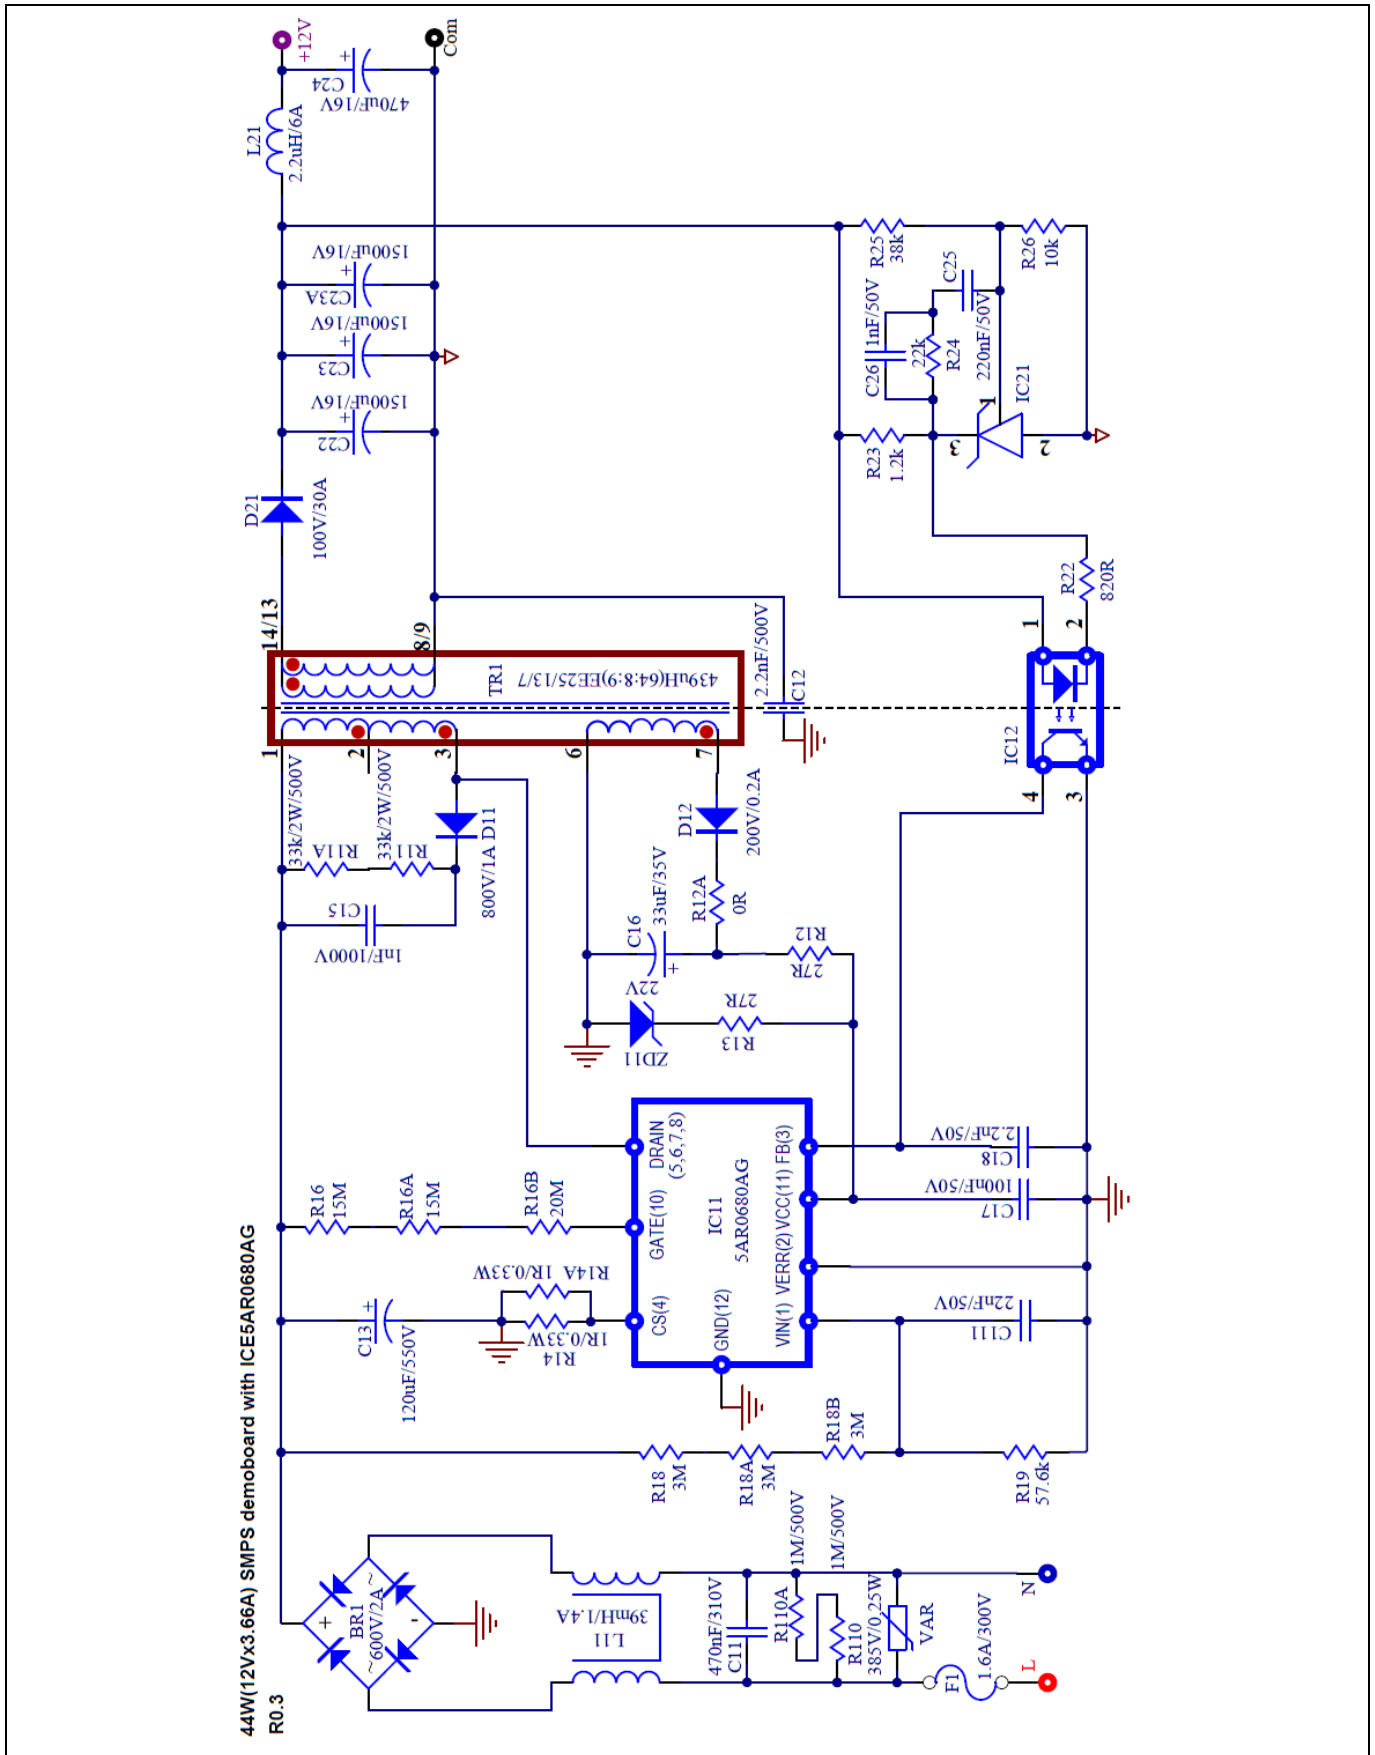 44W(12Vx3.66A) SMPS demoboard with ICE5AR0680AG
R0.3
+12V
Com
C24
470uF/16V
L21
2.2uH/6A
1500uF/16V
C23A
1500uF/16V
C23
1500uF/16V
C22
D21
100V/30A
R25
38k
R26
10k
C25
220nF/50V
C26
1nF/50V
22k
R24
IC21
1
3
2
R23
1.2k
R22
820R
1
2
IC12
4
3
14/13
8/9
TR1
439uH(64:8:9)EE25/13/7
2.2nF/500V
C12
1
2
3
6
7
33k/2W/500V
R11A
33k/2W/500V
R11
D11
800V/1A
C15
1nF/1000V
D12
200V/0.2A
R12A
0R
C16
33uF/35V
R12
27R
22V
ZD11
27R
R13
DRAIN
(5,6,7,8)
GATE(10)
CS(4)
GND(12)
IC11
5AR0680AG
FB(3)
VCC(11)
VERR(2)
VIN(1)
R16
15M
R16A
15M
R16B
20M
R14A 1R/0.33W
1R/0.33W
R14
C13
120uF/550V
2.2nF/50V
C18
100nF/50V
C17
22nF/50V
C111
R18
3M
R18A
3M
R18B
3M
R19
57.6k
BR1
600V/2A
+
-
~
~
39mH/1.4A
L11
470nF/310V
C11
R110A
1M/500V
1M/500V
R110
385V/0.25W
VAR
F1
1.6A/300V
N
L